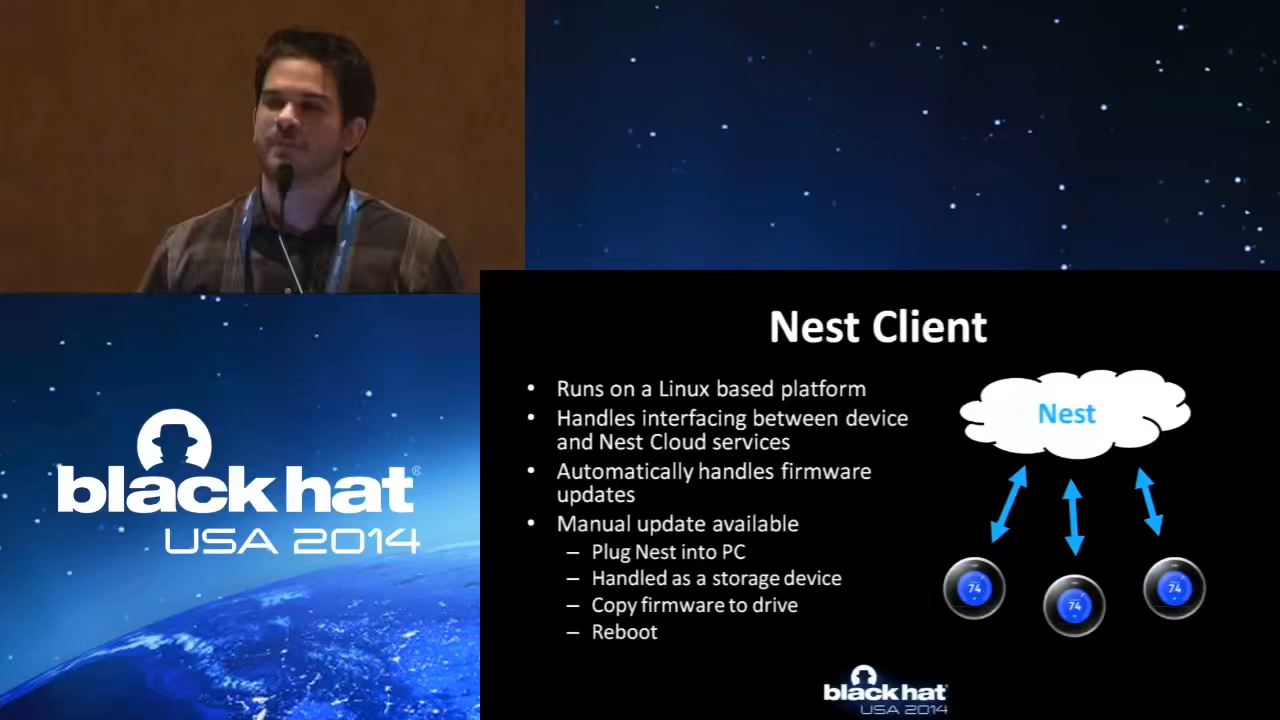 black hat®
USA 2014
Nest Client
• Runs on a Linux based platform
• Handles interfacing between device
and Nest Cloud services
• Automatically handles firmware
updates
• Manual update available
– Plug Nest into PC
– Handled as a storage device
– Copy firmware to drive
– Reboot
Nest
74
74
74
black hat
USA 2014